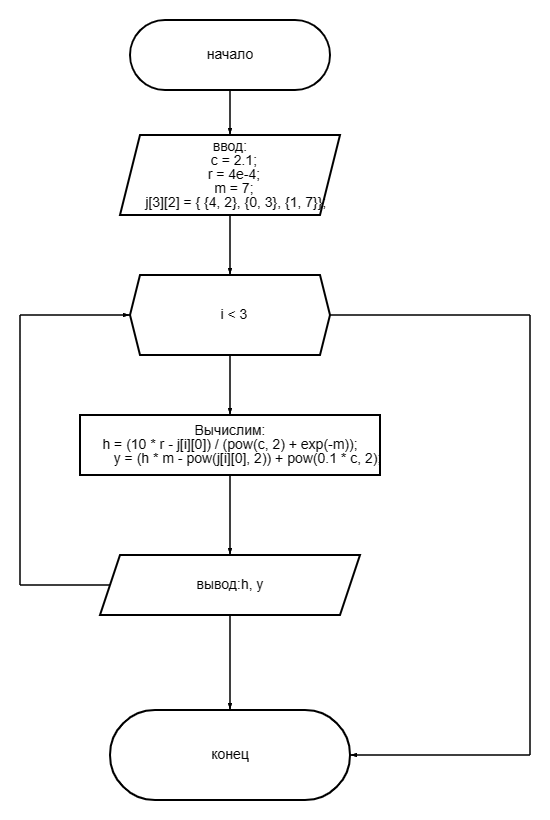 начало
ввод:
c = 2.1;
r = 4e-4;
m = 7;
j[3][2] = { {4, 2}, {0, 3}, {1, 7}};
i < 3
Вычислим:
h = (10 * r - j[i][0]) / (pow(c, 2) + exp(-m));
y = (h * m - pow(j[i][0], 2)) + pow(0.1 * c, 2)
вывод:h, y
конец